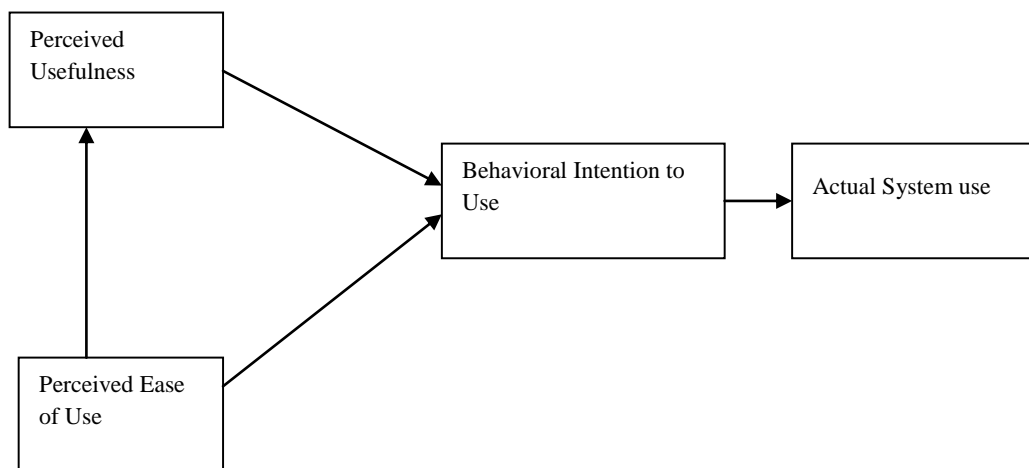 Perceived
Usefulness
Behavioral Intention to
Use
Actual System use
Perceived Ease
of Use